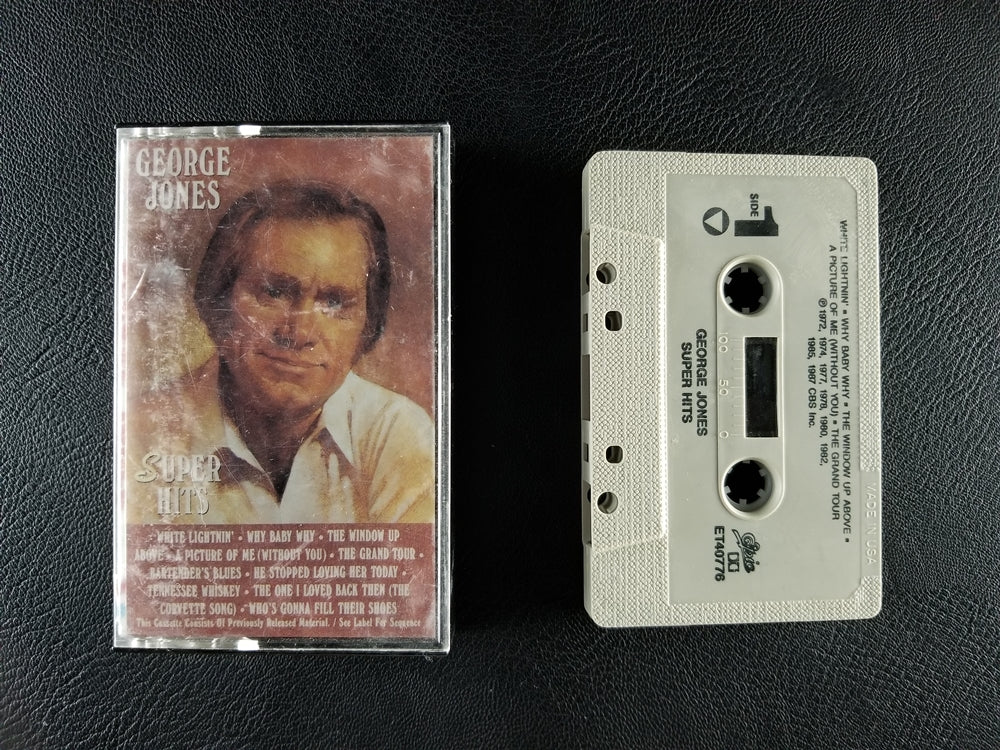 GEORGE
JONES
SUPER
HITS
WHITE LIGHTNIN' • WHY BABY WHY • THE WINDOW UP
ABOVE • A PICTURE OF ME (WITHOUT YOU) • THE GRAND TOUR •
BARTENDER'S BLUES • HE STOPPED LOVING HER TODAY •
TENNESSEE WHISKEY • THE ONE I LOVED BACK THEN (THE
CORVETTE SONG) • WHO'S GONNA FILL THEIR SHOES
This Cassette Consists Of Previously Released Material. / See Label For Sequence
SIDE 1
WHITE LIGHTNIN' ■ WHY BABY WHY ■ THE WINDOW UP ABOVE ■
A PICTURE OF ME (WITHOUT YOU) ■ THE GRAND TOUR
℗1972, 1974, 1977, 1978, 1980, 1982,
1985, 1987 CBS Inc.
100 50 0
GEORGE JONES
SUPER HITS
Epic
ET40776
MADE IN USA